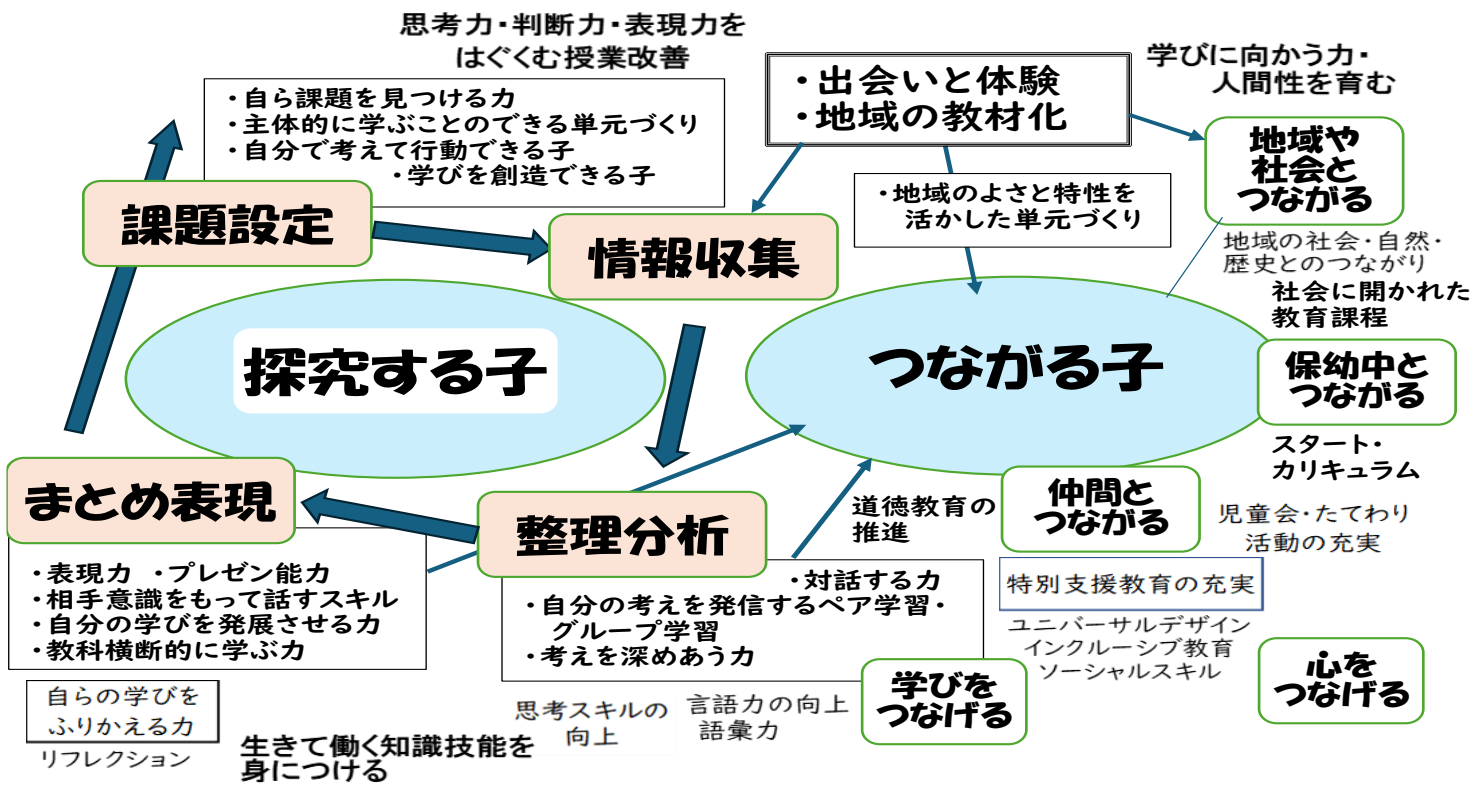 思考力・判断力・表現力を
はぐくむ授業改善
・自ら課題を見つける力
・主体的に学ぶことのできる単元づくり
・自分で考えて行動できる子
・学びを創造できる子
課題設定
・出会いと体験
・地域の教材化
学びに向かう力・
人間性を育む
地域や
社会と
つながる
・地域のよさと特性を
活かした単元づくり
情報収集
地域の社会・自然・
歴史とのつながり
社会に開かれた
教育課程
探究する子
つながる子
保幼中と
つながる
スタート・
カリキュラム
まとめ表現
・表現力 ・プレゼン能力
・相手意識をもって話すスキル
・自分の学びを発展させる力
・教科横断的に学ぶ力
整理分析
・対話する力
・自分の考えを発信するペア学習・
グループ学習
・考えを深めあう力
道徳教育の
推進
仲間と
つながる
児童会・たてわり
活動の充実
特別支援教育の充実
ユニバーサルデザイン
インクルーシブ教育
ソーシャルスキル
心を
つなげる
学びを
つなげる
自らの学びを
ふりかえる力
リフレクション
生きて働く知識技能を
身につける
思考スキルの
向上
言語力の向上
語彙力